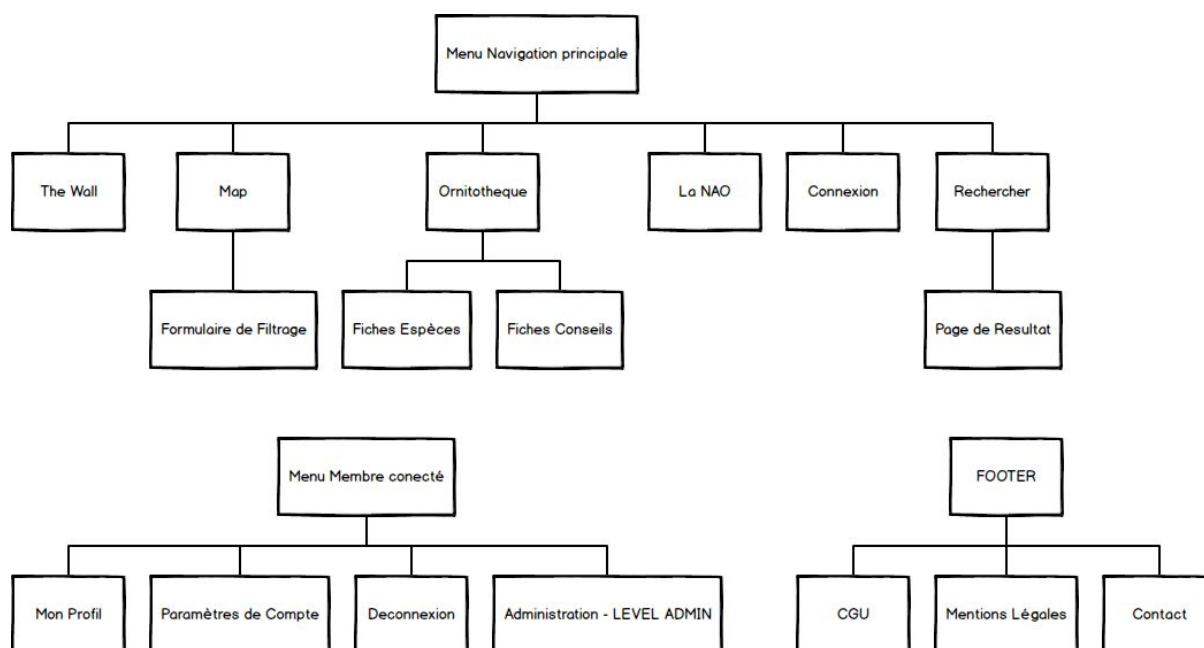 Menu Navigation principale
The Wall
Map
Ornitotheque
La NAO
Connexion
Rechercher
Formulaire de Filtrage
Fiches Espèces
Fiches Conseils
Page de Resultat
Menu Membre conecté
FOOTER
Mon Profil
Paramètres de Compte
Deconnexion
Administration - LEVEL ADMIN
CGU
Mentions Légales
Contact